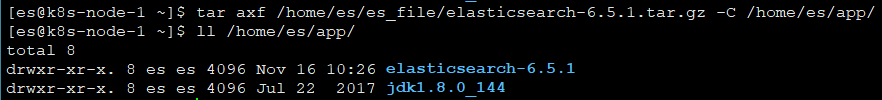 [es@k8s-node-1 ~]$ tar axf /home/es/es_file/elasticsearch-6.5.1.tar.gz -C /home/es/app/
[es@k8s-node-1 ~]$ ll /home/es/app/
total 8
drwxr-xr-x. 8 es es 4096 Nov 16 10:26 elasticsearch-6.5.1
drwxr-xr-x. 8 es es 4096 Jul 22  2017 jdk1.8.0_144